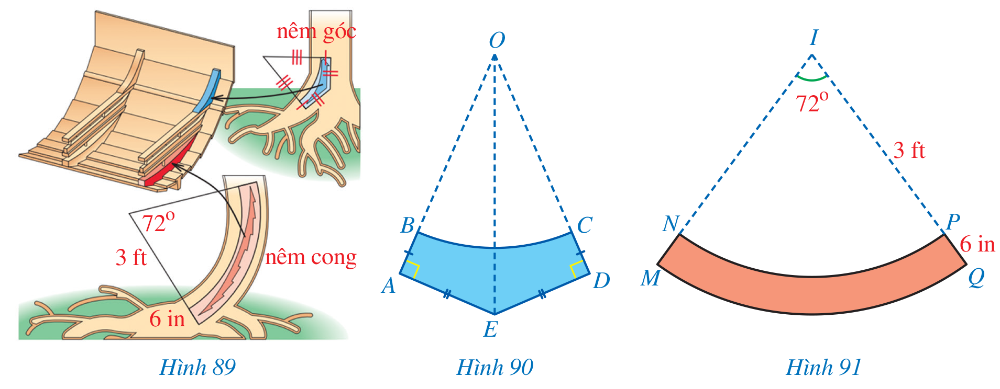 nêm góc
72°
3 ft
nêm cong
6 in
Hình 89
O
B
C
A
D
E
Hình 90
I
72°
3 ft
N
P
6 in
M
Q
Hình 91